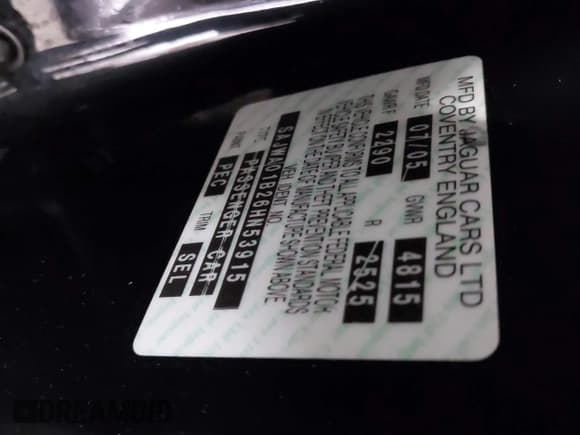 MFD BY JAGUAR CARS LTD
COVENTRY ENGLAND
MFD.DATE 07/05 GVWR 4815
GAWR F 2290 R 2525
THIS VEHICLE CONFORMS TO ALL APPLICABLE FEDERAL MOTOR
VEHICLE SAFETY BUMPER AND THEFT PREVENTION STANDARDS
IN EFFECT ON THE DATE OF MANUFACTURE SHOWN ABOVE
VEH. IDENT. NO.
SAJWA01B26HN53915
TYPE PASSENGER CAR
PAINT PEC TRIM SEL
DREAMBID